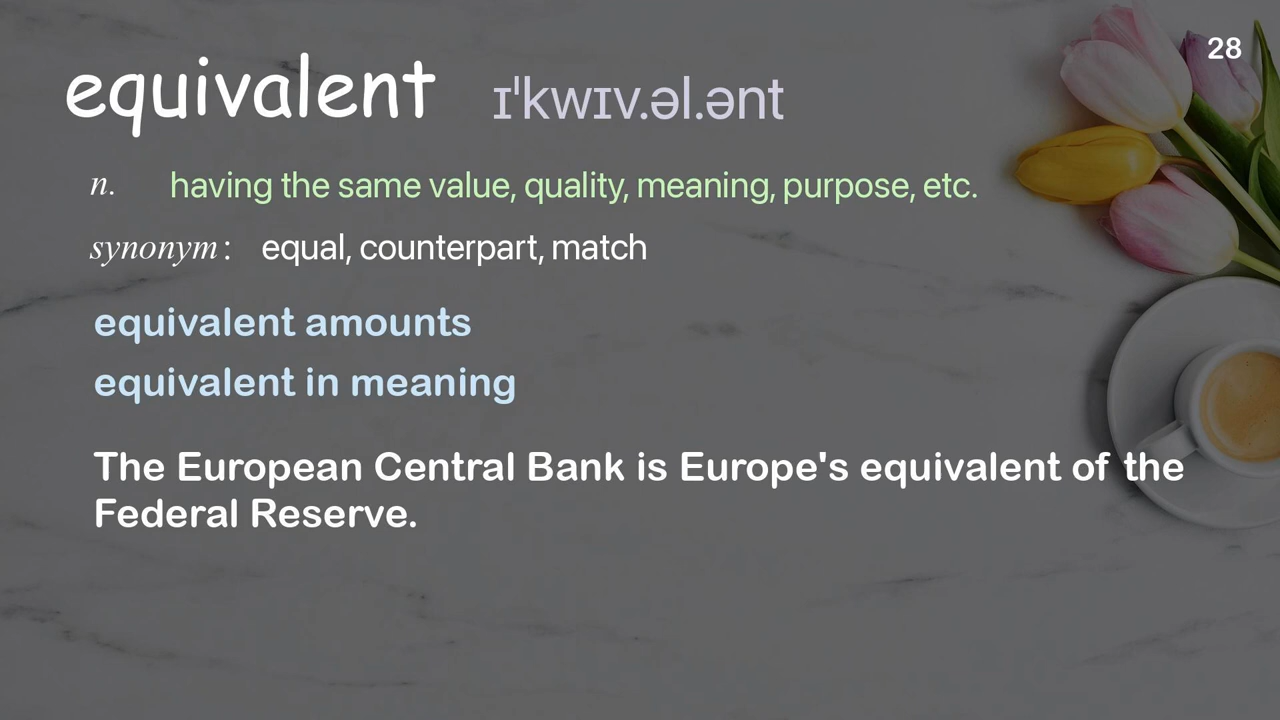 28
equivalent ɪˈkwɪv.əl.ənt
n. having the same value, quality, meaning, purpose, etc.
synonym: equal, counterpart, match
equivalent amounts
equivalent in meaning
The European Central Bank is Europe's equivalent of the
Federal Reserve.